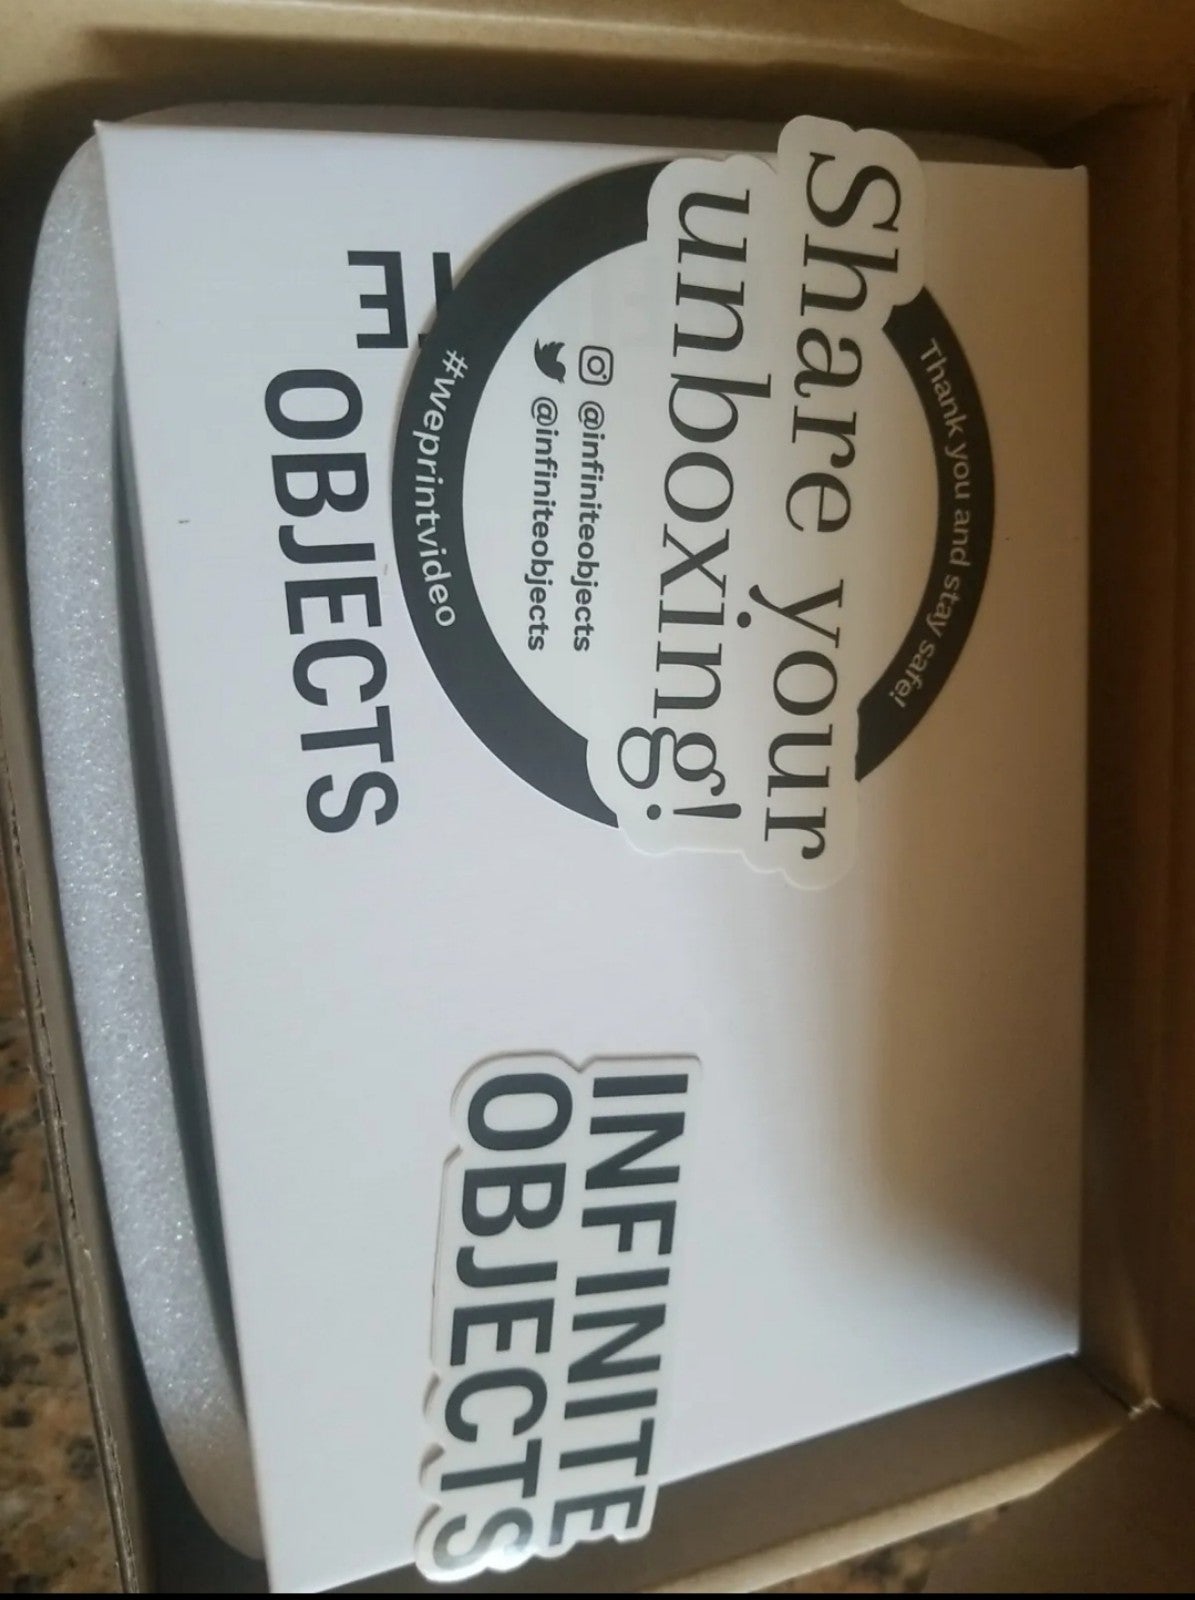 Thank you and stay safe!
Share your
unboxing!
@infiniteobjects
@infiniteobjects
#weprintvideo
OBJECTS
INFINITE
OBJECTS